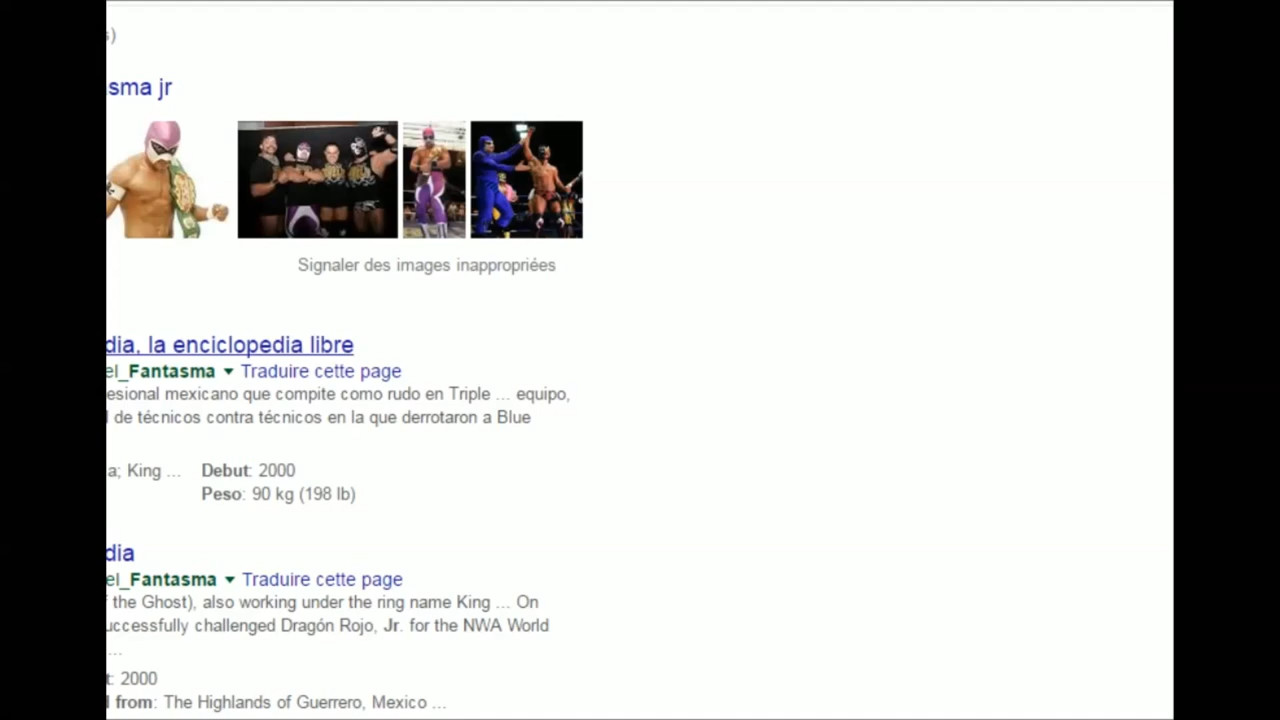 s)
sma jr
Signaler des images inappropriées
dia, la enciclopedia libre
el_Fantasma ▼ Traduire cette page
esional mexicano que compite como rudo en Triple ... equipo,
l de técnicos contra técnicos en la que derrotaron a Blue
a; King ... Debut: 2000
Peso: 90 kg (198 lb)
dia
el_Fantasma ▼ Traduire cette page
the Ghost), also working under the ring name King ... On
uccessfully challenged Dragón Rojo, Jr. for the NWA World
...
t: 2000
l from: The Highlands of Guerrero, Mexico ...